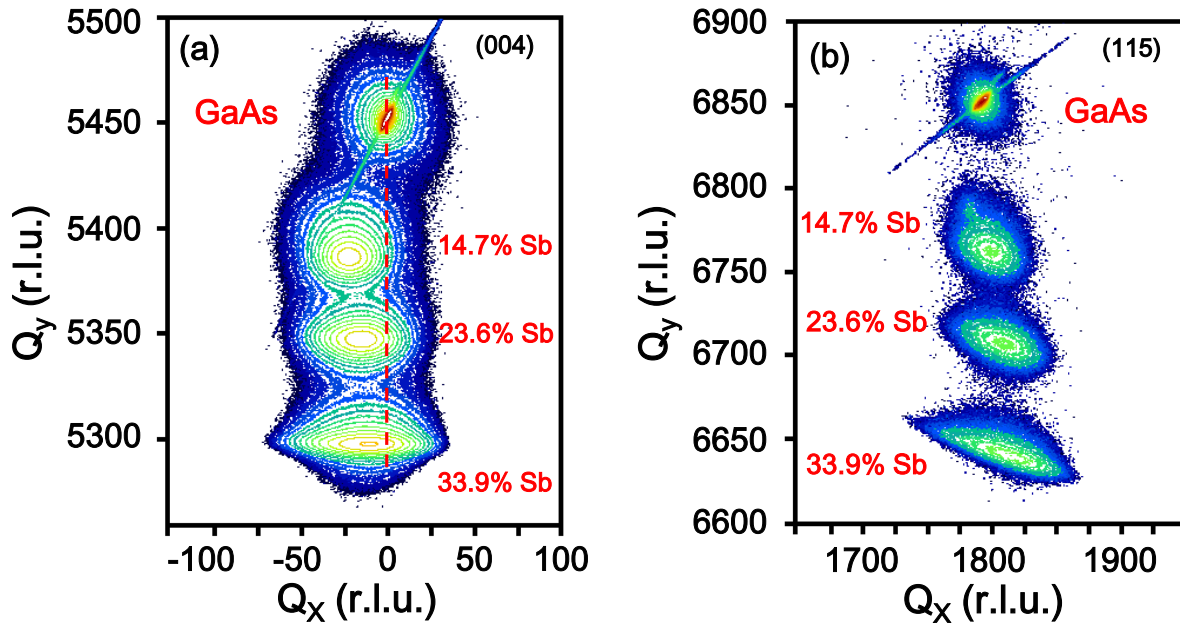 (a)
(004)
GaAs
14.7% Sb
23.6% Sb
33.9% Sb
5500
5450
5400
5350
5300
Qy (r.l.u.)
-100
-50
0
50
100
QX (r.l.u.)
(b)
(115)
GaAs
14.7% Sb
23.6% Sb
33.9% Sb
6900
6850
6800
6750
6700
6650
6600
Qy (r.l.u.)
1700
1800
1900
QX (r.l.u.)